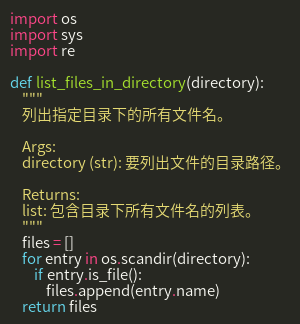 import os
import sys
import re

def list_files_in_directory(directory):
    """
    列出指定目录下的所有文件名。

    Args:
    directory (str): 要列出文件的目录路径。

    Returns:
    list: 包含目录下所有文件名的列表。
    """
    files = []
    for entry in os.scandir(directory):
        if entry.is_file():
            files.append(entry.name)
    return files